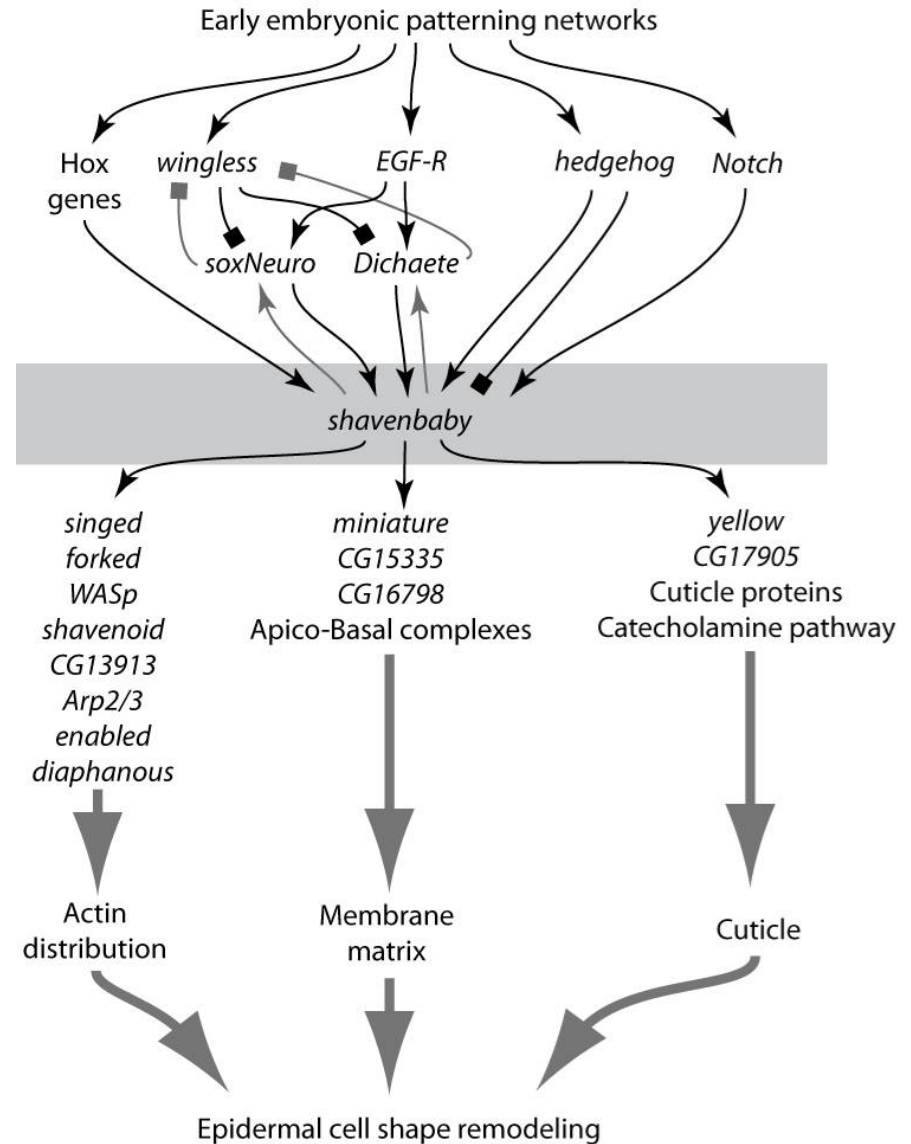 Early embryonic patterning networks
Hox
genes
wingless
EGF-R
hedgehog
Notch
soxNeuro
Dichaete
shavenbaby
singed
forked
WASp
shavenoid
CG13913
Arp2/3
enabled
diaphanous
miniature
CG15335
CG16798
Apico-Basal complexes
yellow
CG17905
Cuticle proteins
Catecholamine pathway
Actin
distribution
Membrane
matrix
Cuticle
Epidermal cell shape remodeling